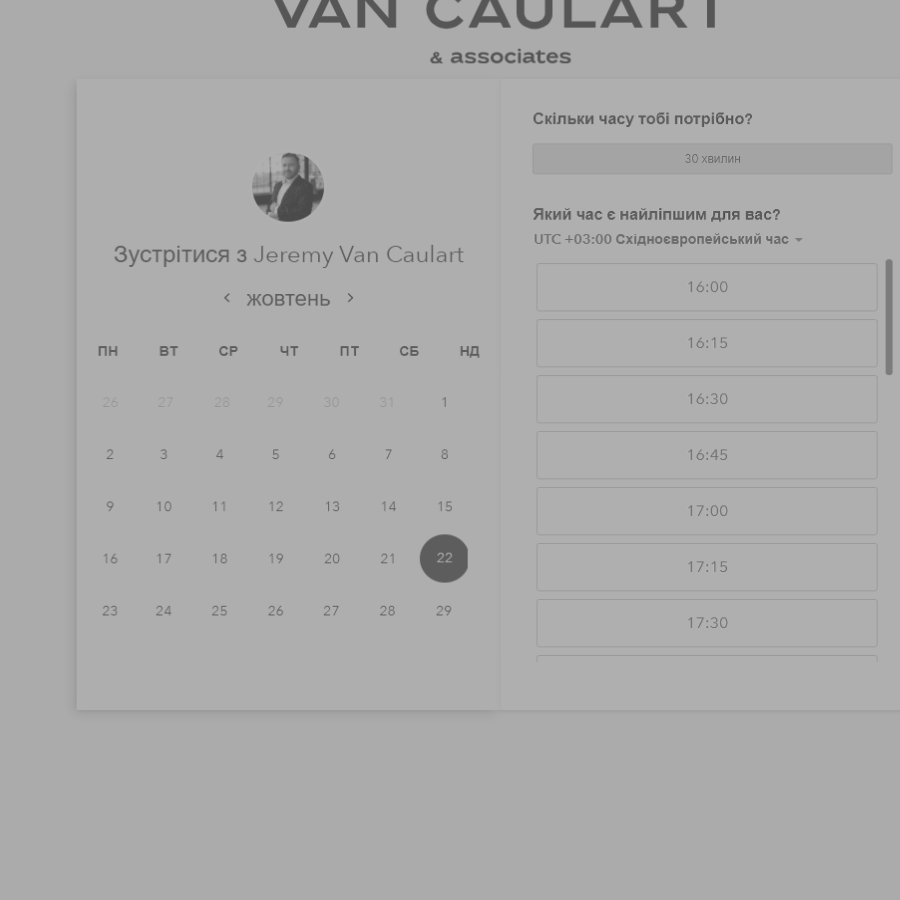 VAN CAULART
& associates
Зустрітися з Jeremy Van Caulart
жовтень
ПН ВТ СР ЧТ ПТ СБ НД
26 27 28 29 30 31 1
2 3 4 5 6 7 8
9 10 11 12 13 14 15
16 17 18 19 20 21 22
23 24 25 26 27 28 29
Скільки часу тобі потрібно?
30 хвилин
Який час є найліпшим для вас?
UTC +03:00 Східноєвропейський час
16:00
16:15
16:30
16:45
17:00
17:15
17:30